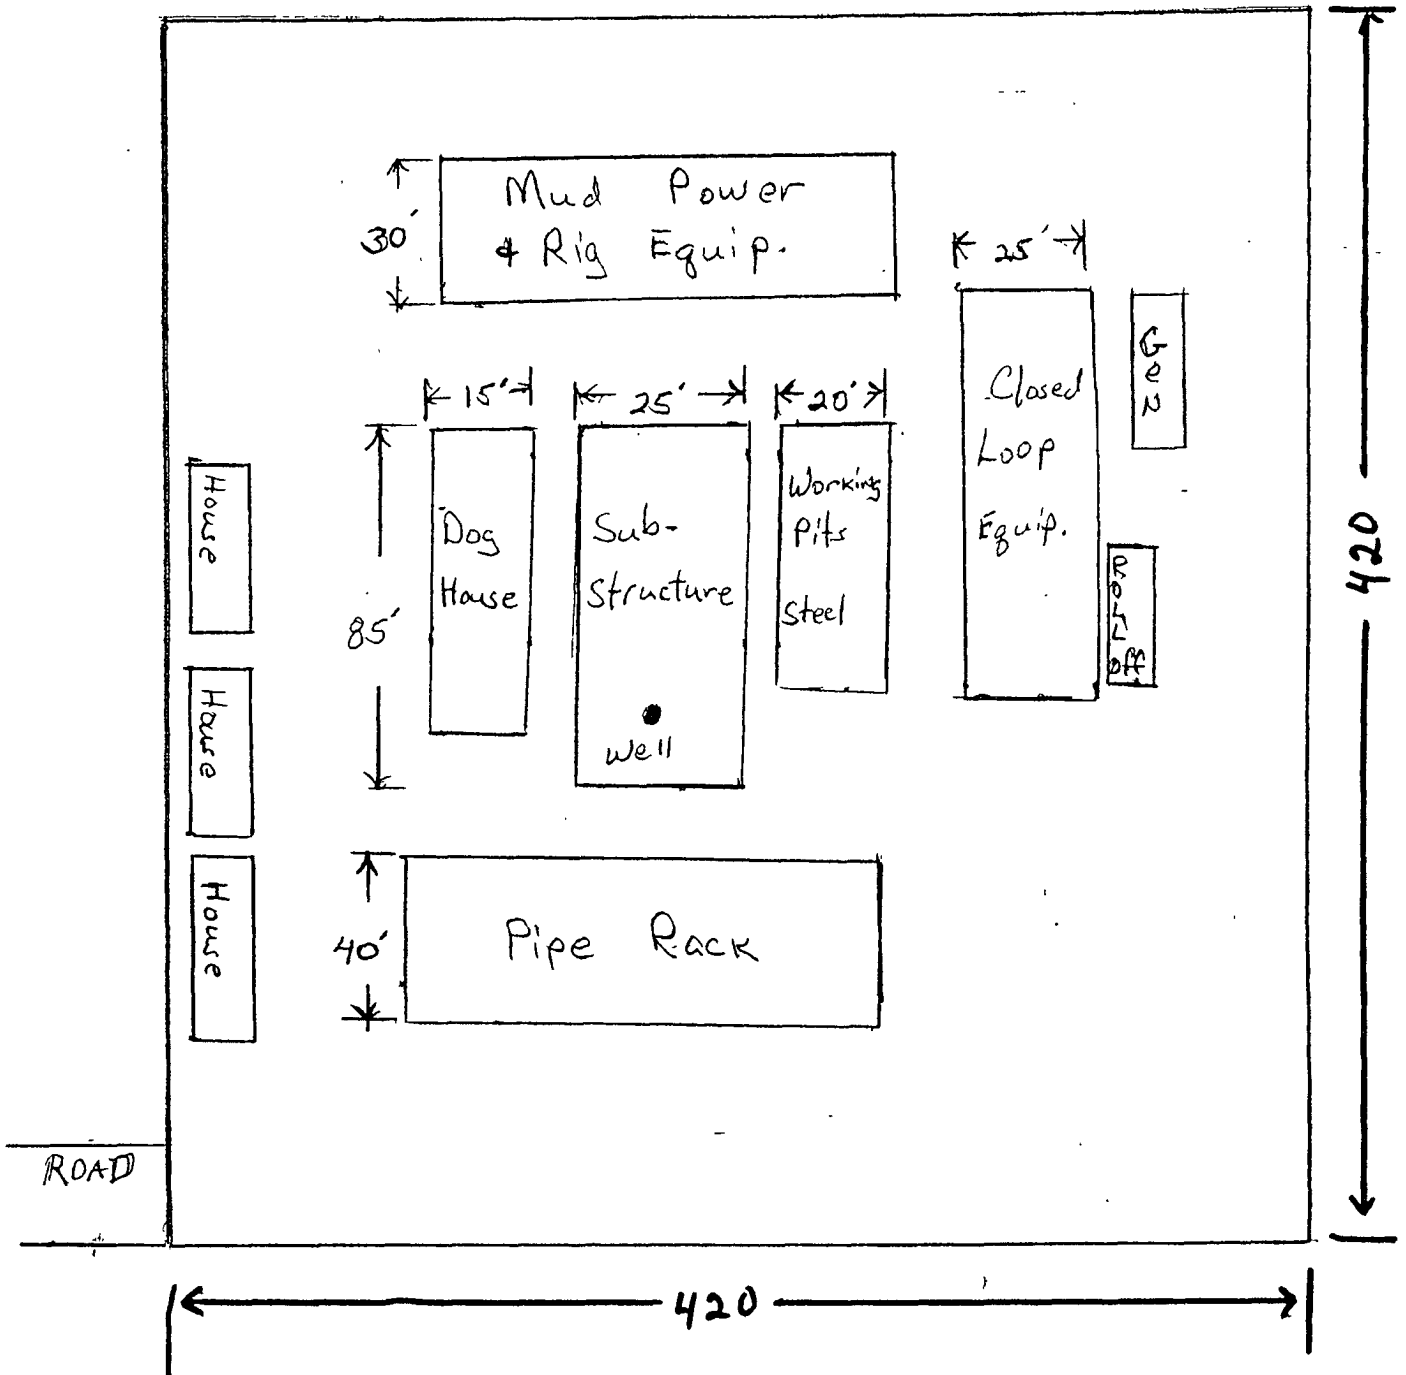 Mud Power
& Rig Equip.
30'
25'
Gen
Closed
Loop
Equip.
15'
25'
20'
85'
Dog
House
Sub-
Structure
Well
Working
Pits
Steel
Roll
off
House
House
House
40'
Pipe Rack
ROAD
420
420